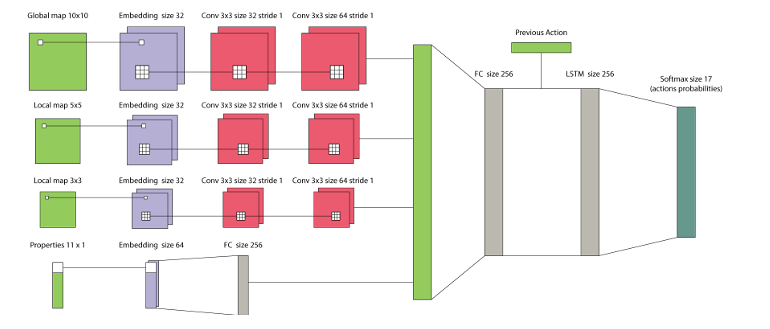 Global map 10x10
Embedding size 32
Conv 3x3 size 32 stride 1
Conv 3x3 size 64 stride 1
Previous Action
FC size 256
LSTM size 256
Softmax size 17
(actions probabilities)
Local map 5x5
Embedding size 32
Conv 3x3 size 32 stride 1
Conv 3x3 size 64 stride 1
Local map 3x3
Embedding size 32
Conv 3x3 size 32 stride 1
Conv 3x3 size 64 stride 1
Properties 11 x 1
Embedding size 64
FC size 256